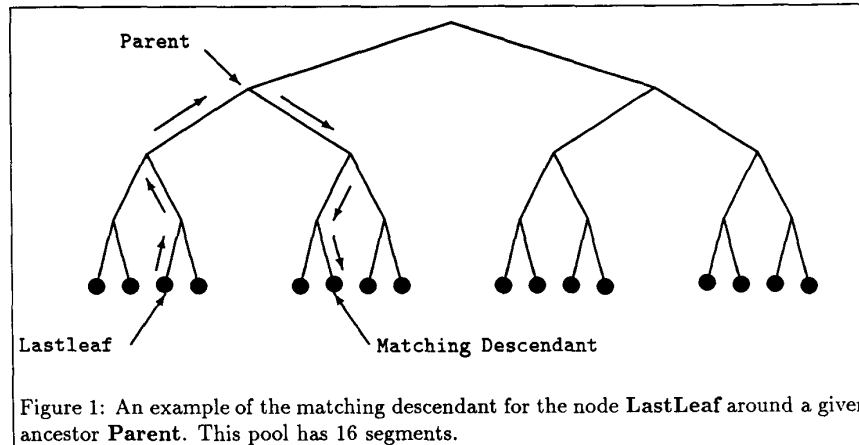 Parent
Lastleaf
Matching Descendant
Figure 1: An example of the matching descendant for the node LastLeaf around a given
ancestor Parent. This pool has 16 segments.